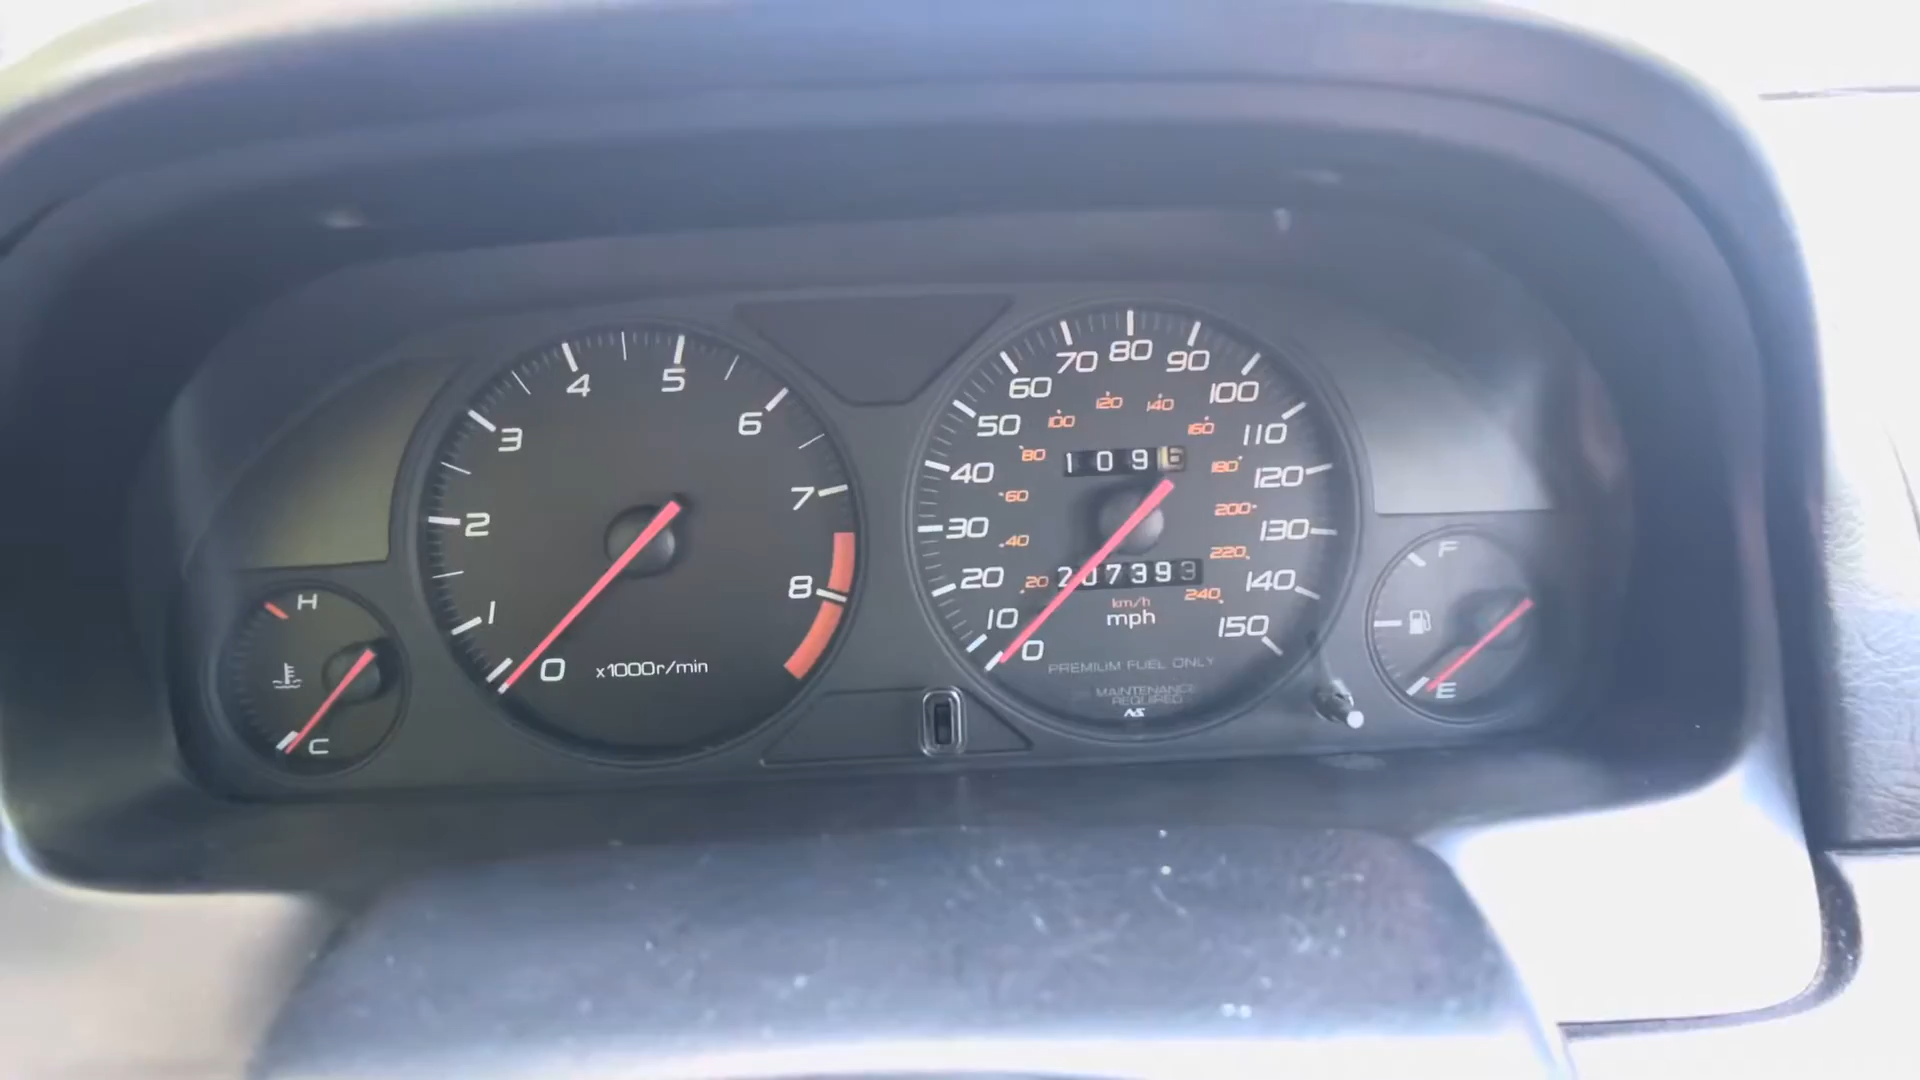 4 5
3 6
2 7
1 8
0 x1000r/min
H
C
60 70 80 90 100
50 110
40 120
30 130
20 140
10 150
0
100 120 140 160
80 180
60 200
40 220
20 240
109
207393
km/h
mph
PREMIUM FUEL ONLY
MAINTENANCE
REQUIRED
F
E